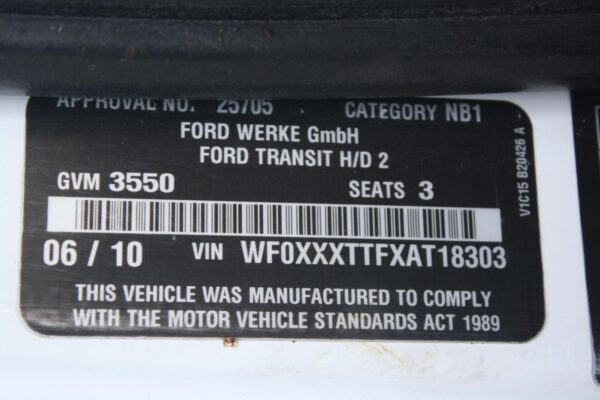 APPROVAL NO. 25705 CATEGORY NB1
FORD WERKE GmbH
FORD TRANSIT H/D 2
GVM 3550 SEATS 3
06 / 10 VIN WF0XXXTTFXAT18303
THIS VEHICLE WAS MANUFACTURED TO COMPLY
WITH THE MOTOR VEHICLE STANDARDS ACT 1989
V1C15 B20426 A